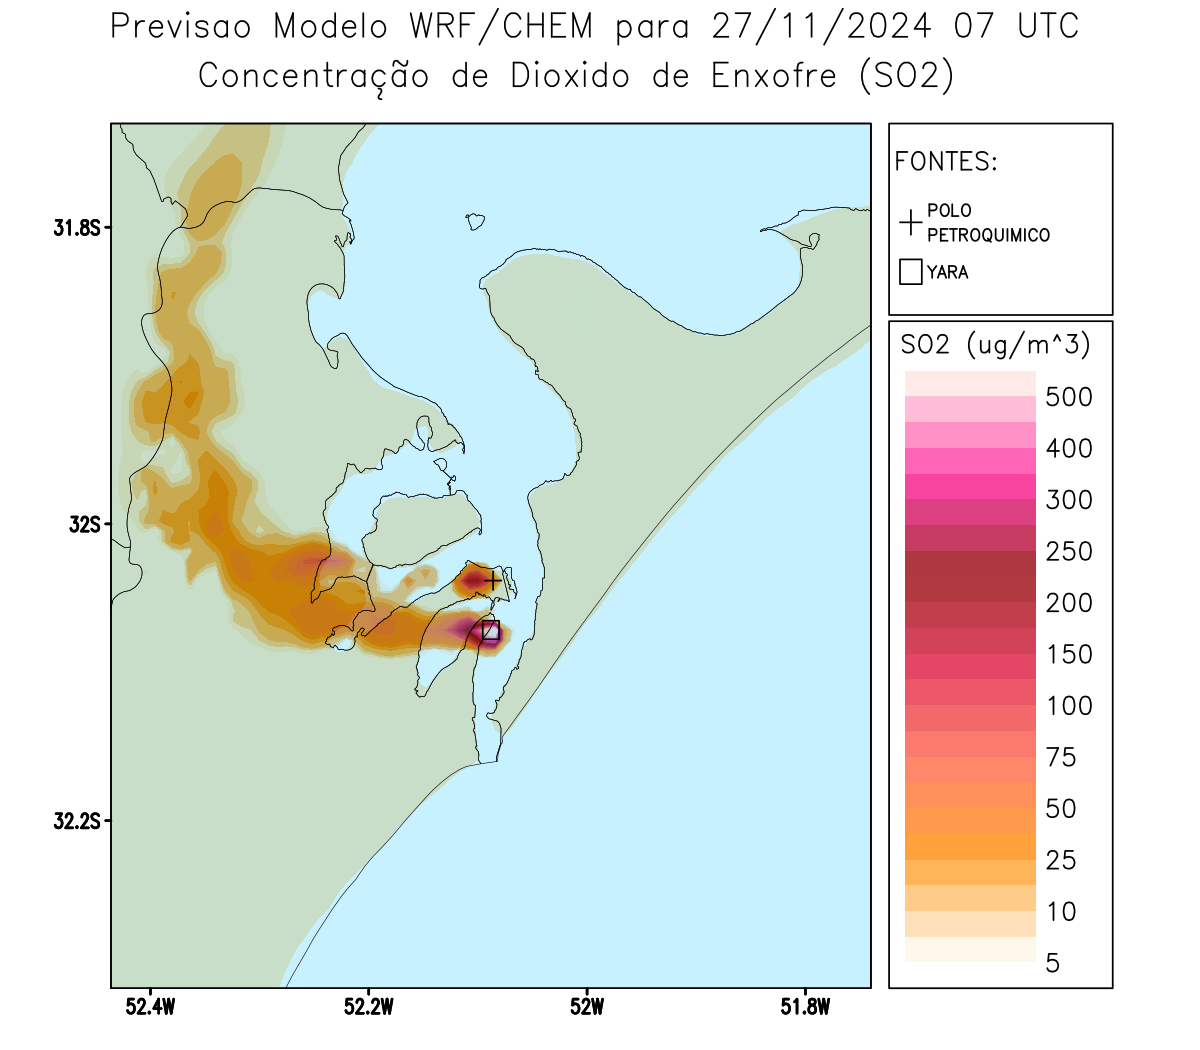 Previsao Modelo WRF/CHEM para 27/11/2024 07 UTC
Concentração de Dioxido de Enxofre (SO2)
FONTES:
POLO
PETROQUIMICO
YARA
31.8S
32S
32.2S
52.4W
52.2W
52W
51.8W
SO2 (ug/m^3)
500
400
300
250
200
150
100
75
50
25
10
5